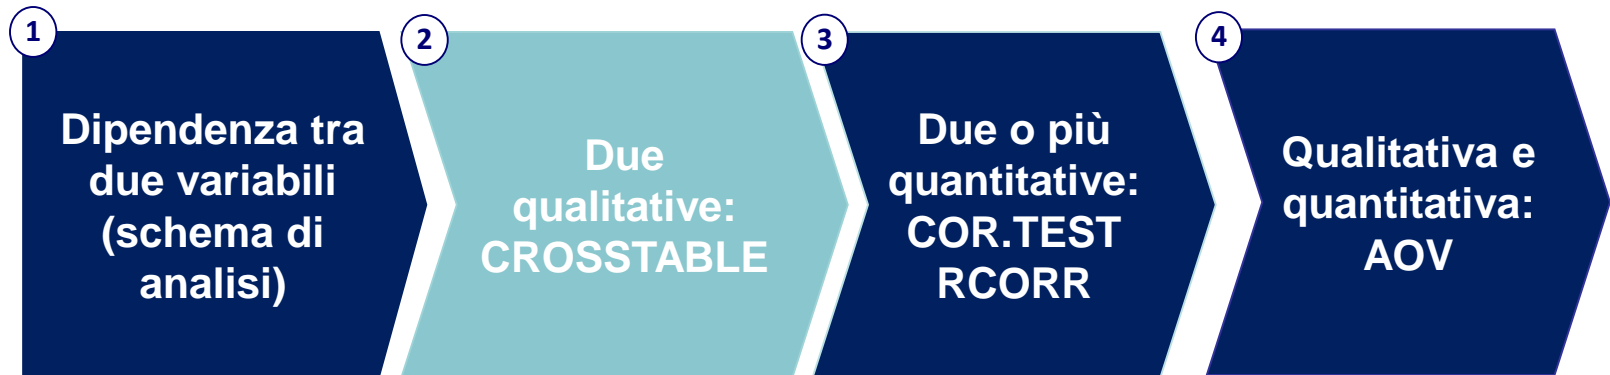 1
Dipendenza tra
due variabili
(schema di
analisi)
2
Due
qualitative:
CROSSTABLE
3
Due o più
quantitative:
COR.TEST
RCORR
4
Qualitativa e
quantitativa:
AOV